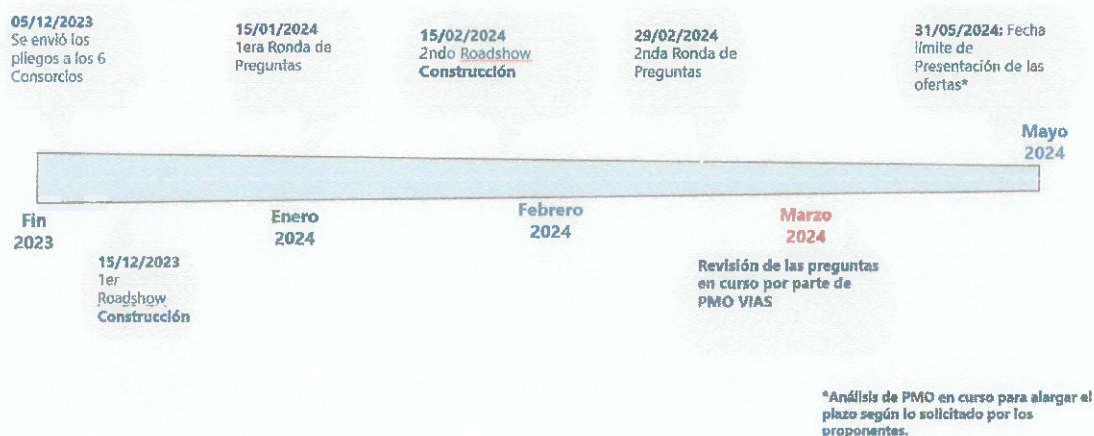 05/12/2023
Se envió los
pliegos a los 6
Consorcios
15/01/2024
1era Ronda de
Preguntas
15/02/2024
2ndo Roadshow
Construcción
29/02/2024
2nda Ronda de
Preguntas
31/05/2024: Fecha
límite de
Presentación de las
ofertas*
Mayo
2024
Fin
2023
Enero
2024
Febrero
2024
Marzo
2024
15/12/2023
1er
Roadshow
Construcción
Revisión de las preguntas
en curso por parte de
PMO VIAS
*Análisis de PMO en curso para alargar el
plazo según lo solicitado por los
proponentes.